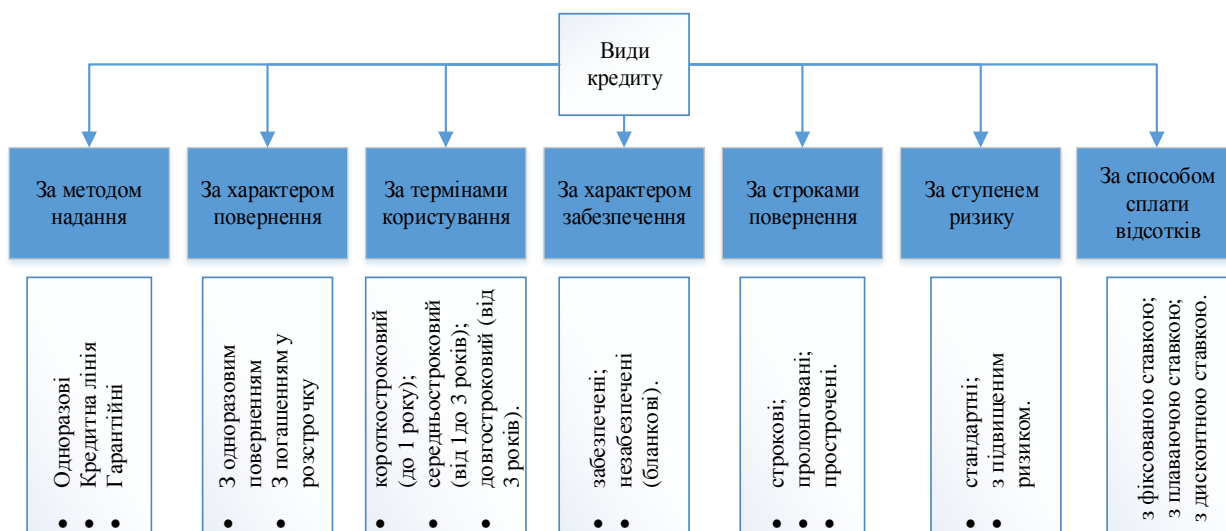 Види
кредиту
За методом
надання
За характером
повернення
За термінами
користування
За характером
забезпечення
За строками
повернення
За ступенем
ризику
За способом
сплати
відсотків
• Одноразові
• Кредитна лінія
• Гарантійні
• З одноразовим
поверненням
• З погашенням у
розстрочку
• короткостроковий
(до 1 року);
• середньостроковий
(від 1до 3 років);
• довгостроковий (від
3 років).
• забезпечені;
• незабезпечені
(бланкові).
• строкові;
• пролонговані;
• прострочені.
• стандартні;
• з підвищеним
ризиком.
• з фіксованою ставкою;
• з плаваючою ставкою;
• з дисконтною ставкою.